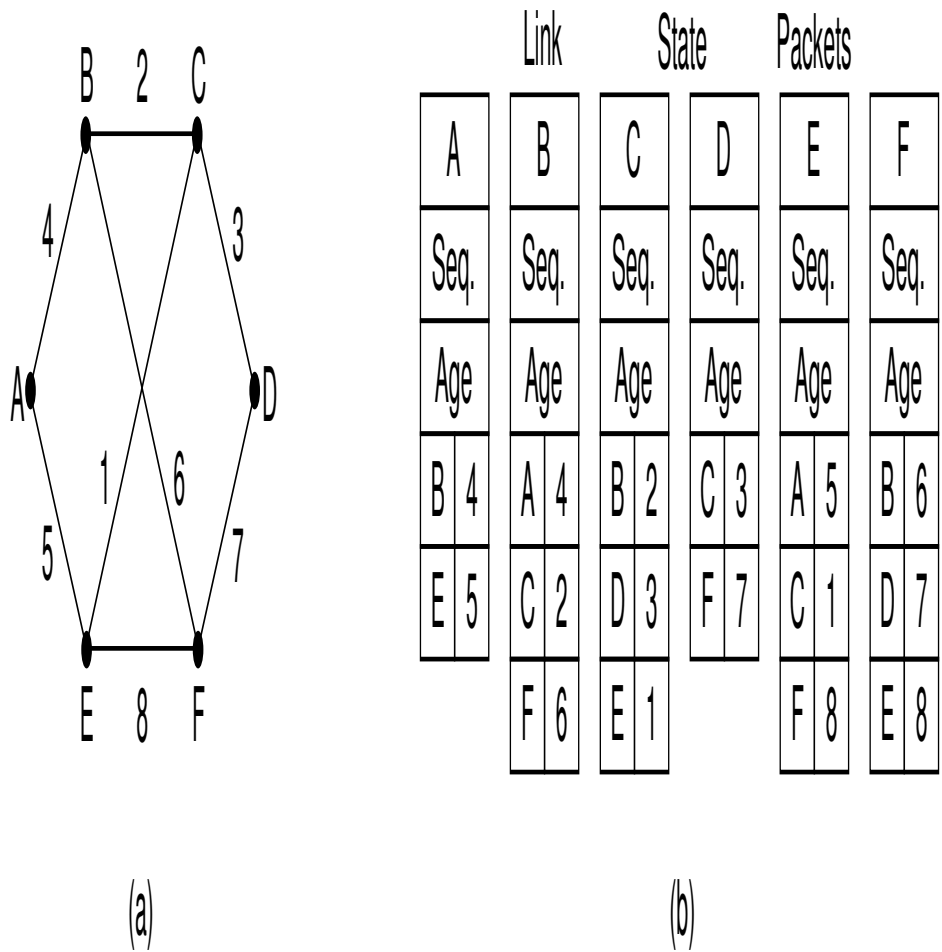 Link State Packets
B 2 C
4 3
A D
1 6
5 7
E 8 F
A B C D E F
Seq. Seq. Seq. Seq. Seq. Seq.
Age Age Age Age Age Age
B 4 A 4 B 2 C 3 A 5 B 6
E 5 C 2 D 3 F 7 C 1 D 7
F 6 E 1 F 8 E 8
(a) (b)